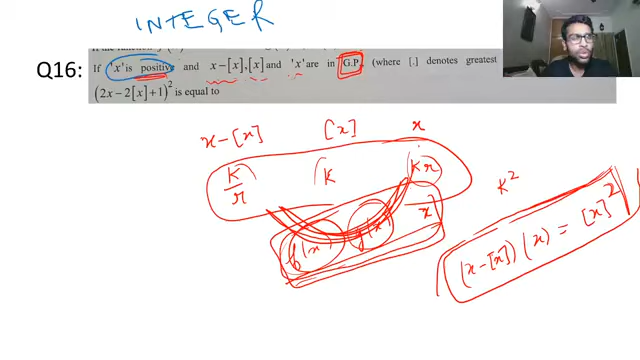 INTEGER
Q16: If 'x' is positive and x−[x], [x] and 'x' are in G.P. (where [.] denotes greatest
(2x − 2[x] + 1)² is equal to
x−[x] [x] x
K/r K Kr
f(x) g(x) x
K²
(x−[x])(x) = [x]²